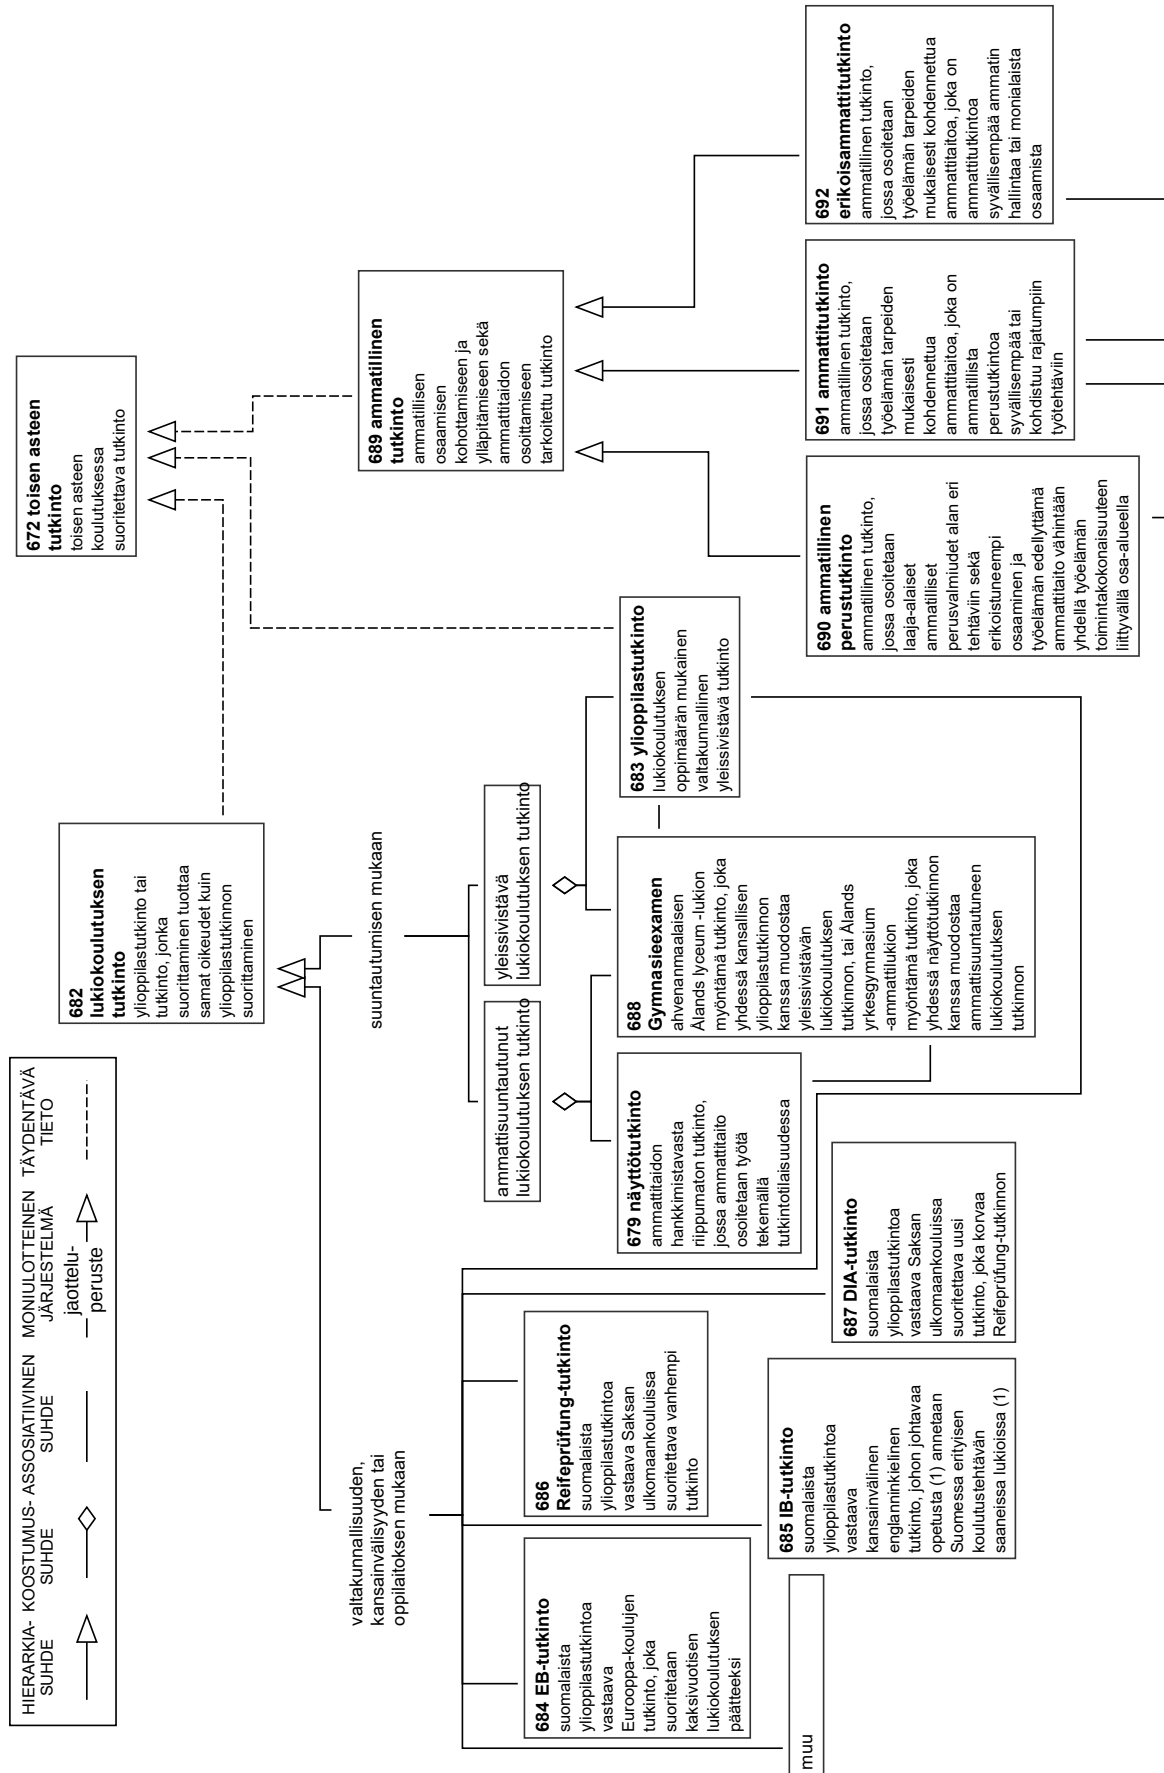 HIERARKIA-
SUHDE
KOOSTUMUS-
SUHDE
ASSOSIATIIVINEN
SUHDE
MONIULOTTEINEN
JÄRJESTELMÄ
jaottelu-
peruste
TÄYDENTÄVÄ
TIETO
672 toisen asteen
tutkinto
toisen asteen
koulutuksessa
suoritettava tutkinto
682
lukiokoulutuksen
tutkinto
ylioppilastutkinto tai
tutkinto, jonka
suorittaminen tuottaa
samat oikeudet kuin
ylioppilastutkinnon
suorittaminen
689 ammatillinen
tutkinto
ammatillisen
osaamisen
kohottamiseen ja
ylläpitämiseen sekä
ammattitaidon
osoittamiseen
tarkoitettu tutkinto
valtakunnallisuuden,
kansainvälisyyden tai
oppilaitoksen mukaan
suuntautumisen mukaan
ammattisuuntautunut
lukiokoulutuksen tutkinto
yleissivistävä
lukiokoulutuksen tutkinto
684 EB-tutkinto
suomalaista
ylioppilastutkintoa
vastaava
Eurooppa-koulujen
tutkinto, joka
suoritetaan
kaksivuotisen
lukiokoulutuksen
päätteeksi
686
Reifeprüfung-tutkinto
suomalaista
ylioppilastutkintoa
vastaava Saksan
ulkomaankouluissa
suoritettava vanhempi
tutkinto
679 näyttötutkinto
ammattitaidon
hankkimistavasta
riippumaton tutkinto,
jossa ammattitaito
osoitetaan työtä
tekemällä
tutkintotilaisuudessa
688
Gymnasieexamen
ahvenanmaalaisen
Ålands lyceum -lukion
myöntämä tutkinto, joka
yhdessä kansallisen
ylioppilastutkinnon
kanssa muodostaa
yleissivistävän
lukiokoulutuksen
tutkinnon, tai Ålands
yrkesgymnasium
-ammattilukion
myöntämä tutkinto, joka
yhdessä näyttötutkinnon
kanssa muodostaa
ammattisuuntautuneen
lukiokoulutuksen
tutkinnon
683 ylioppilastutkinto
lukiokoulutuksen
oppimäärän mukainen
valtakunnallinen
yleissivistävä tutkinto
muu
685 IB-tutkinto
suomalaista
ylioppilastutkintoa
vastaava
kansainvälinen
englanninkielinen
tutkinto, johon johtavaa
opetusta (1) annetaan
Suomessa erityisen
koulutustehtävän
saaneissa lukioissa (1)
687 DIA-tutkinto
suomalaista
ylioppilastutkintoa
vastaava Saksan
ulkomaankouluissa
suoritettava uusi
tutkinto, joka korvaa
Reifeprüfung-tutkinnon
690 ammatillinen
perustutkinto
ammatillinen tutkinto,
jossa osoitetaan
laaja-alaiset
ammatilliset
perusvalmiudet alan eri
tehtäviin sekä
erikoistuneempi
osaaminen ja
työelämän edellyttämä
ammattitaito vähintään
yhdellä työelämän
toimintakokonaisuuteen
liittyvällä osa-alueella
691 ammattitutkinto
ammatillinen tutkinto,
jossa osoitetaan
työelämän tarpeiden
mukaisesti
kohdennettua
ammattitaitoa, joka on
ammatillista
perustutkintoa
syvällisempää tai
kohdistuu rajatumpiin
työtehtäviin
692
erikoisammattitutkinto
ammatillinen tutkinto,
jossa osoitetaan
työelämän tarpeiden
mukaisesti kohdennettua
ammattitaitoa, joka on
ammattitutkintoa
syvällisempää ammatin
hallintaa tai monialaista
osaamista